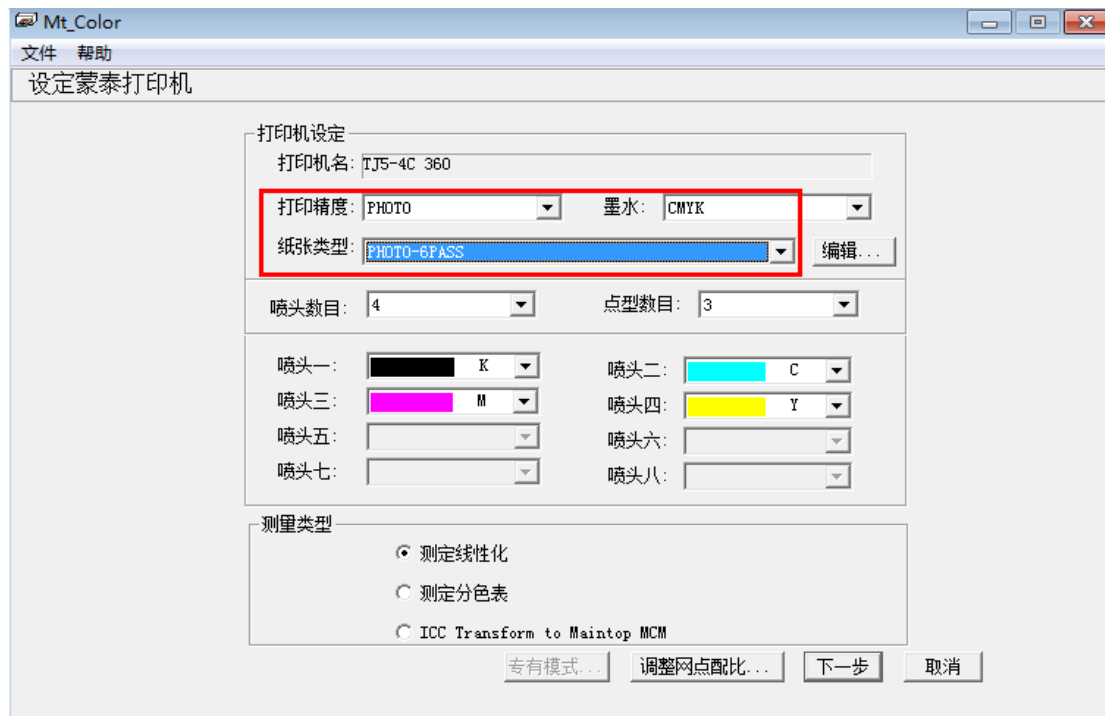 Mt_Color
文件 帮助
设定蒙泰打印机
打印机设定
打印机名: TJ5-4C 360
打印精度: PHOTO 墨水: CMYK
纸张类型: PHOTO-6PASS 编辑...
喷头数目: 4 点型数目: 3
喷头一: K 喷头二: C
喷头三: M 喷头四: Y
喷头五: 喷头六:
喷头七: 喷头八:
测量类型
测定线性化
测定分色表
ICC Transform to Maintop MCM
专有模式... 调整网点配比... 下一步 取消